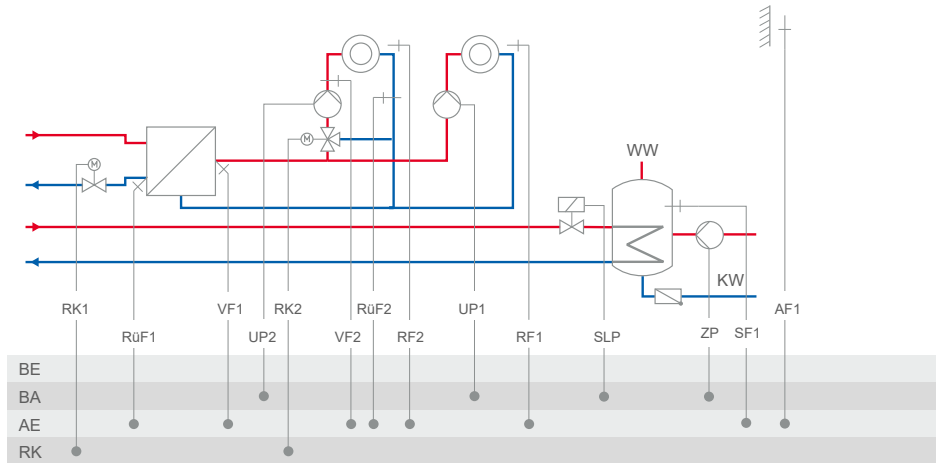 M
M
WW
KW
RK1 VF1 RK2 RüF2 UP1 AF1
RüF1 UP2 VF2 RF2 RF1 SLP ZP SF1
BE
BA
AE
RK